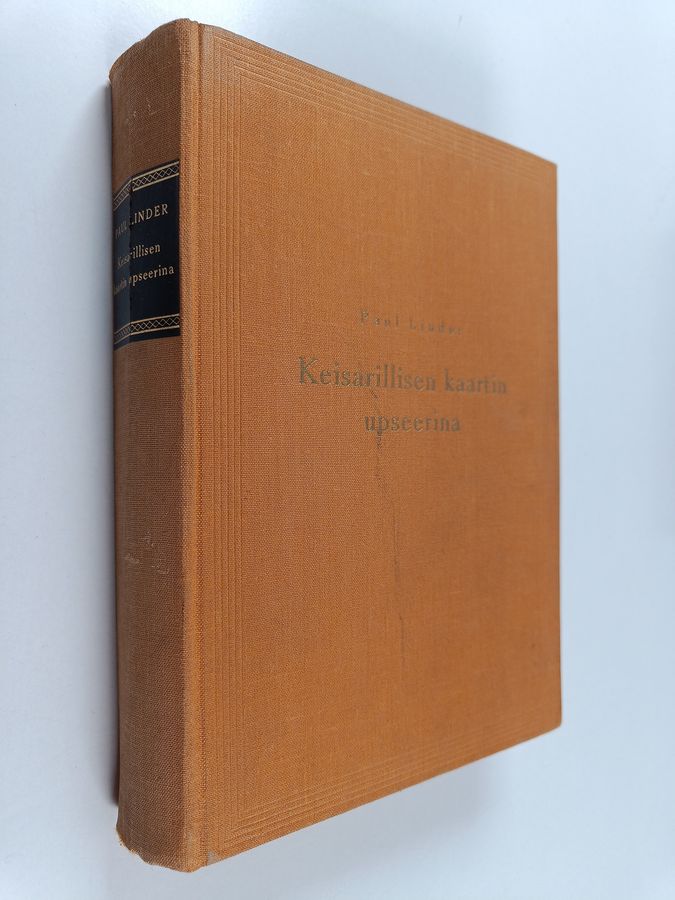 PAUL LINDER
Keisarillisen
kaartin upseerina
Paul Linder
Keisarillisen kaartin
upseerina